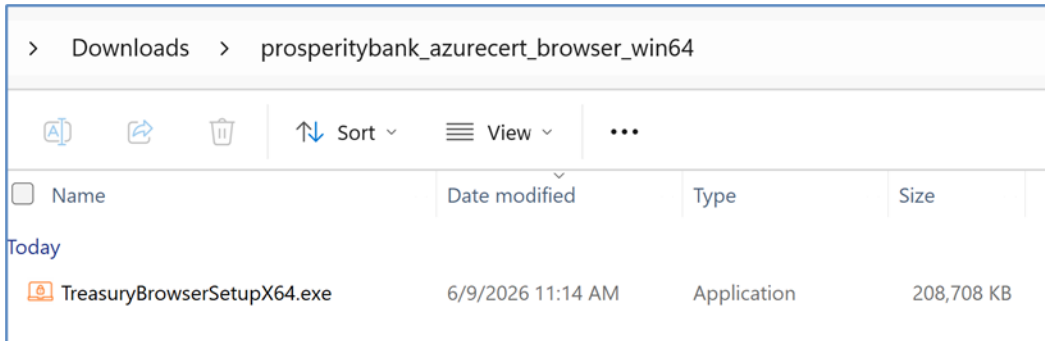 > Downloads > prosperitybank_azurecert_browser_win64
A Sort View ...
Name Date modified Type Size
Today
TreasuryBrowserSetupX64.exe 6/9/2026 11:14 AM Application 208,708 KB